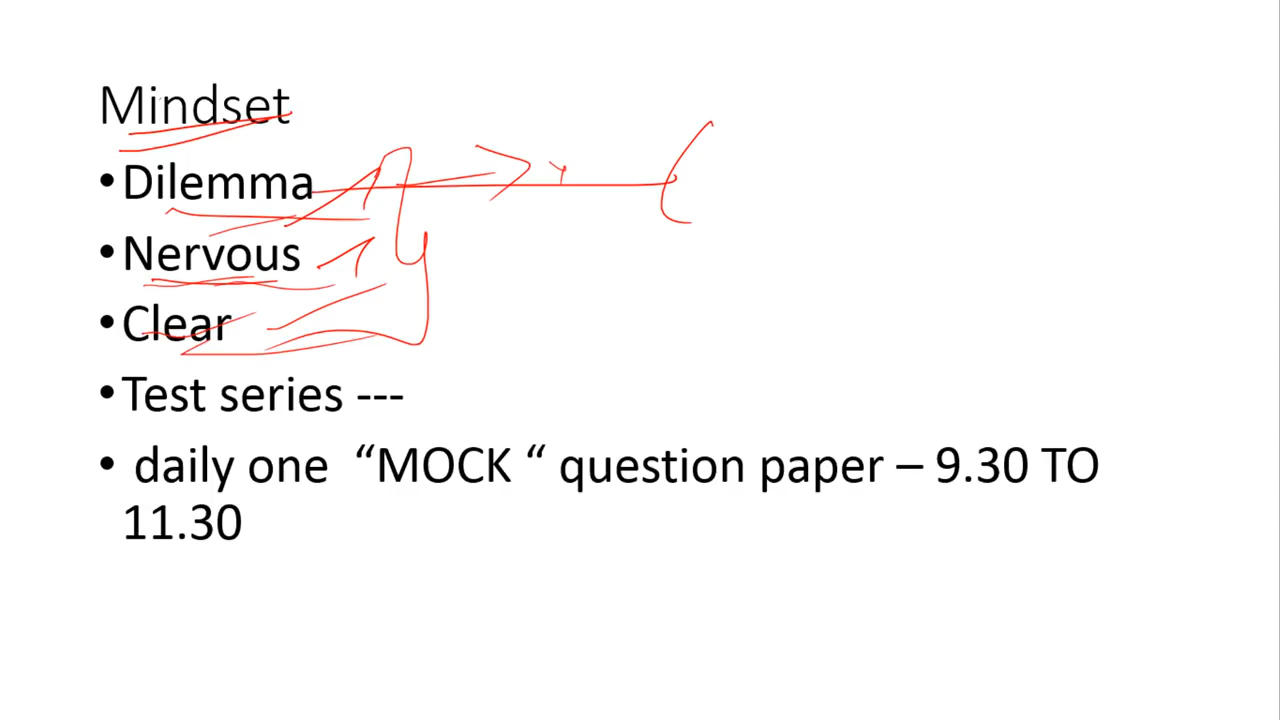 Mindset
•Dilemma
•Nervous
•Clear
•Test series ---
• daily one “MOCK “ question paper – 9.30 TO
11.30